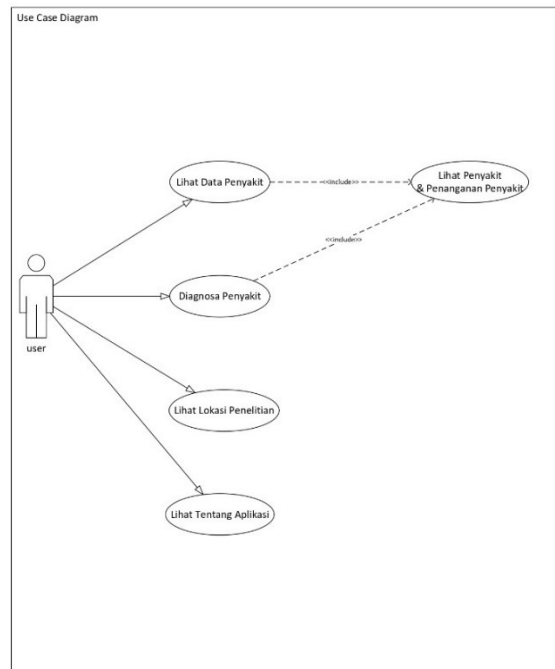 Use Case Diagram
Lihat Data Penyakit
<<include>>
Lihat Penyakit
& Penanganan Penyakit
<<include>>
Diagnosa Penyakit
user
Lihat Lokasi Penelitian
Lihat Tentang Aplikasi